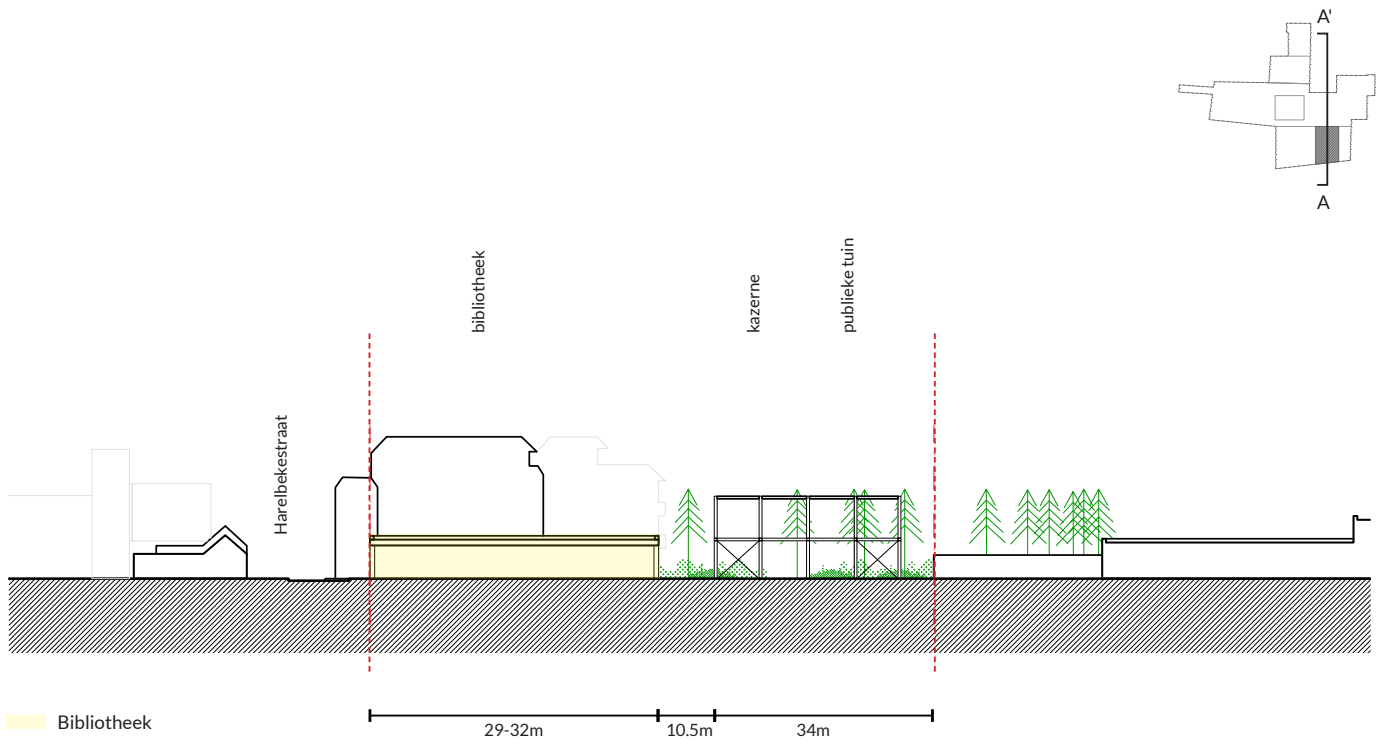 A'
A
bibliotheek
kazerne
publieke tuin
Harelbekestraat
Bibliotheek
29-32m
10.5m
34m